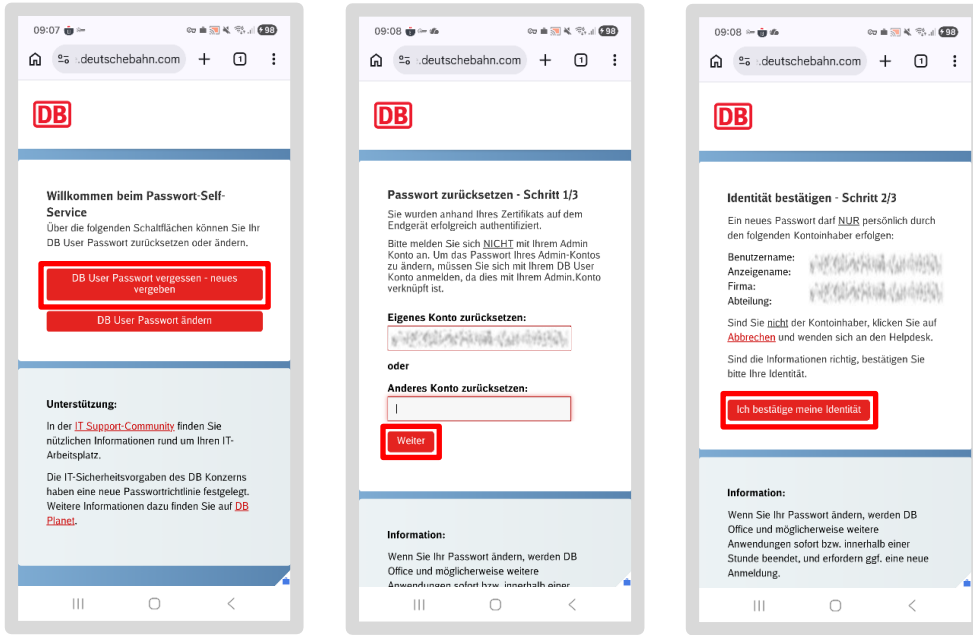 09:07
98
.deutschebahn.com
1
DB
Willkommen beim Passwort-Self-
Service
Über die folgenden Schaltflächen können Sie Ihr
DB User Passwort zurücksetzen oder ändern.
DB User Passwort vergessen - neues
vergeben
DB User Passwort ändern
Unterstützung:
In der IT Support-Community finden Sie
nützlichen Informationen rund um Ihren IT-
Arbeitsplatz.
Die IT-Sicherheitsvorgaben des DB Konzerns
haben eine neue Passwortrichtlinie festgelegt.
Weitere Informationen dazu finden Sie auf DB
Planet.
09:08
98
.deutschebahn.com
1
DB
Passwort zurücksetzen - Schritt 1/3
Sie wurden anhand Ihres Zertifikats auf dem
Endgerät erfolgreich authentifiziert.
Bitte melden Sie sich NICHT mit Ihrem Admin
Konto an. Um das Passwort Ihres Admin-Kontos
zu ändern, müssen Sie sich mit Ihrem DB User
Konto anmelden, da dies mit Ihrem Admin.Konto
verknüpft ist.
Eigenes Konto zurücksetzen:
oder
Anderes Konto zurücksetzen:
Weiter
Information:
Wenn Sie Ihr Passwort ändern, werden DB
Office und möglicherweise weitere
Anwendungen sofort bzw. innerhalb einer
09:08
98
.deutschebahn.com
1
DB
Identität bestätigen - Schritt 2/3
Ein neues Passwort darf NUR persönlich durch
den folgenden Kontoinhaber erfolgen:
Benutzername:
Anzeigename:
Firma:
Abteilung:
Sind Sie nicht der Kontoinhaber, klicken Sie auf
Abbrechen und wenden sich an den Helpdesk.
Sind die Informationen richtig, bestätigen Sie
bitte Ihre Identität.
Ich bestätige meine Identität
Information:
Wenn Sie Ihr Passwort ändern, werden DB
Office und möglicherweise weitere
Anwendungen sofort bzw. innerhalb einer
Stunde beendet, und erfordern ggf. eine neue
Anmeldung.